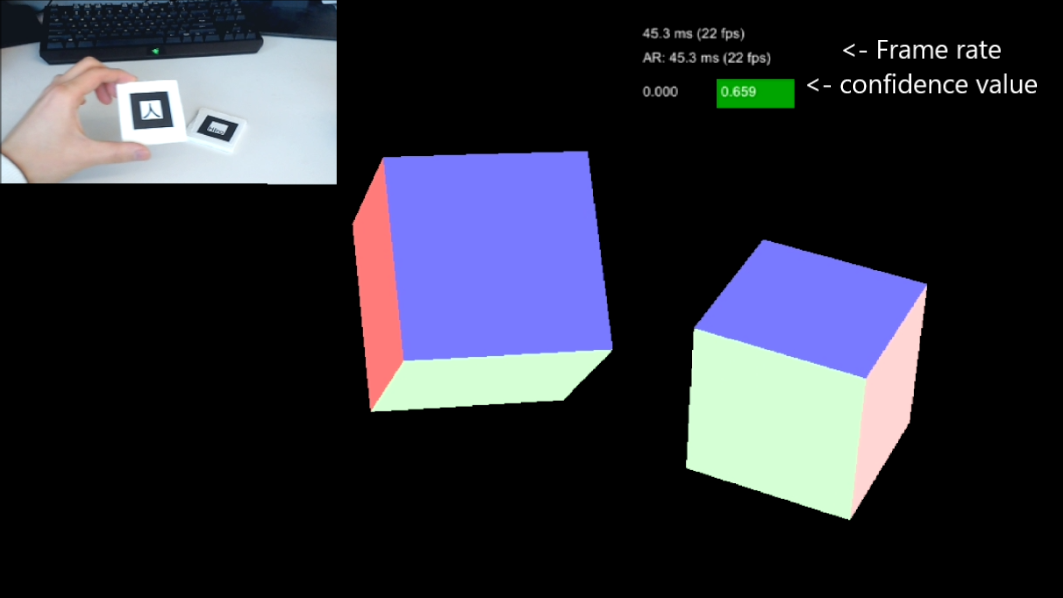 45.3 ms (22 fps)
<- Frame rate
AR: 45.3 ms (22 fps)
0.000
0.659
<- confidence value